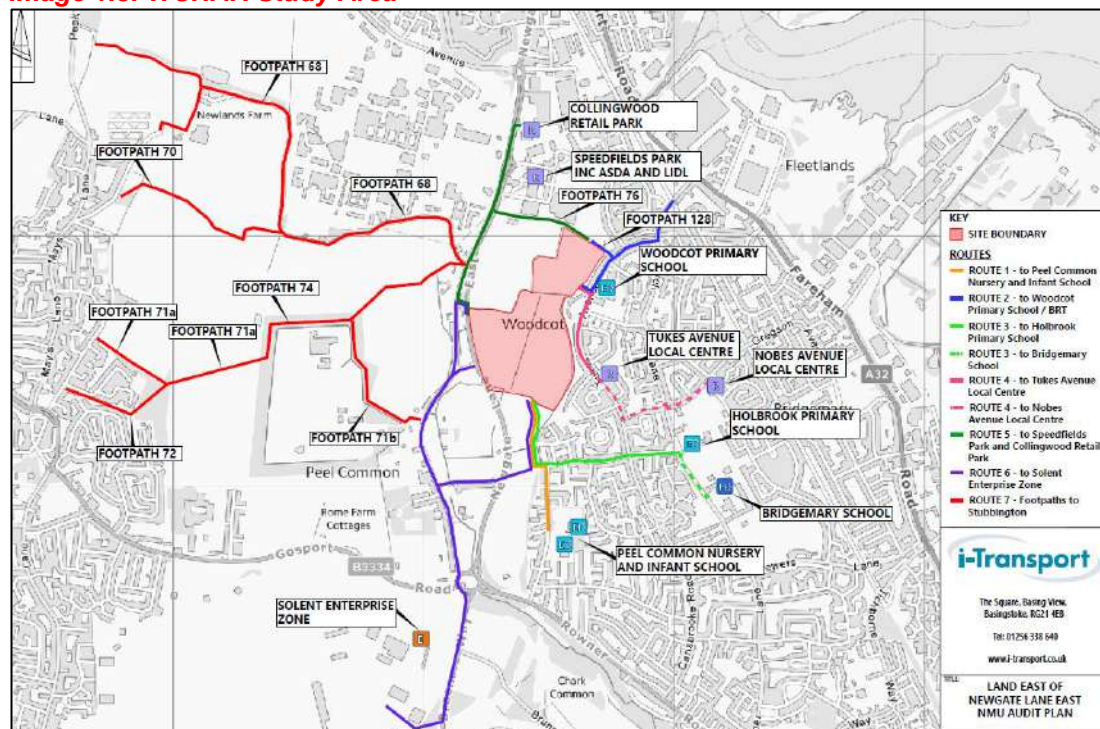 FOOTPATH 68
Newlands Farm
FOOTPATH 70
FOOTPATH 68
COLLINGWOOD
RETAIL PARK
SPEEDFIELDS PARK
INC ASDA AND LIDL
FOOTPATH 76
Fleetlands
FOOTPATH 128
WOODCOT PRIMARY
SCHOOL
FOOTPATH 74
FOOTPATH 71a
FOOTPATH 71a
Woodcot
TUKES AVENUE
LOCAL CENTRE
NOBES AVENUE
LOCAL CENTRE
A32
Fareham
Road
Bridgemary
HOLBROOK PRIMARY
SCHOOL
FOOTPATH 72
FOOTPATH 71b
Peel Common
BRIDGEMARY SCHOOL
Rome Farm
Cottages
PEEL COMMON NURSERY
AND INFANT SCHOOL
Gosport
B3334
Road
SOLENT ENTERPRISE
ZONE
Rowner
Chark
Common
KEY
SITE BOUNDARY
ROUTES
ROUTE 1 - to Peel Common
Nursery and Infant School
ROUTE 2 - to Woodcot
Primary School / BRT
ROUTE 3 - to Holbrook
Primary School
ROUTE 3 - to Bridgemary
School
ROUTE 4 - to Tukes Avenue
Local Centre
ROUTE 4 - to Nobes
Avenue Local Centre
ROUTE 5 - to Speedfields
Park and Collingwood Retail
Park
ROUTE 6 - to Solent
Enterprise Zone
ROUTE 7 - Footpaths to
Stubbington
i-Transport
The Square, Basing View,
Basingstoke, RG21 4EB
Tel: 01256 338 640
www.i-transport.co.uk
TITLE:
LAND EAST OF
NEWGATE LANE EAST
NMU AUDIT PLAN